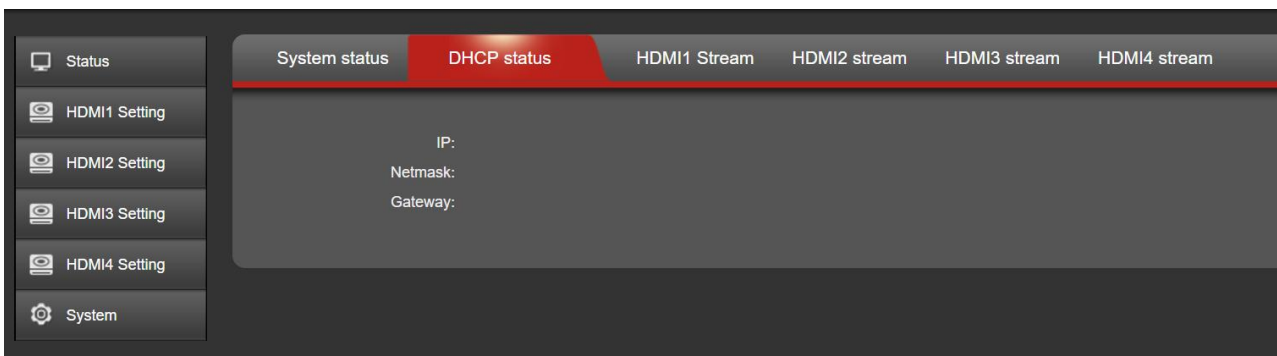 Status
HDMI1 Setting
HDMI2 Setting
HDMI3 Setting
HDMI4 Setting
System
System status DHCP status HDMI1 Stream HDMI2 stream HDMI3 stream HDMI4 stream
IP:
Netmask:
Gateway: